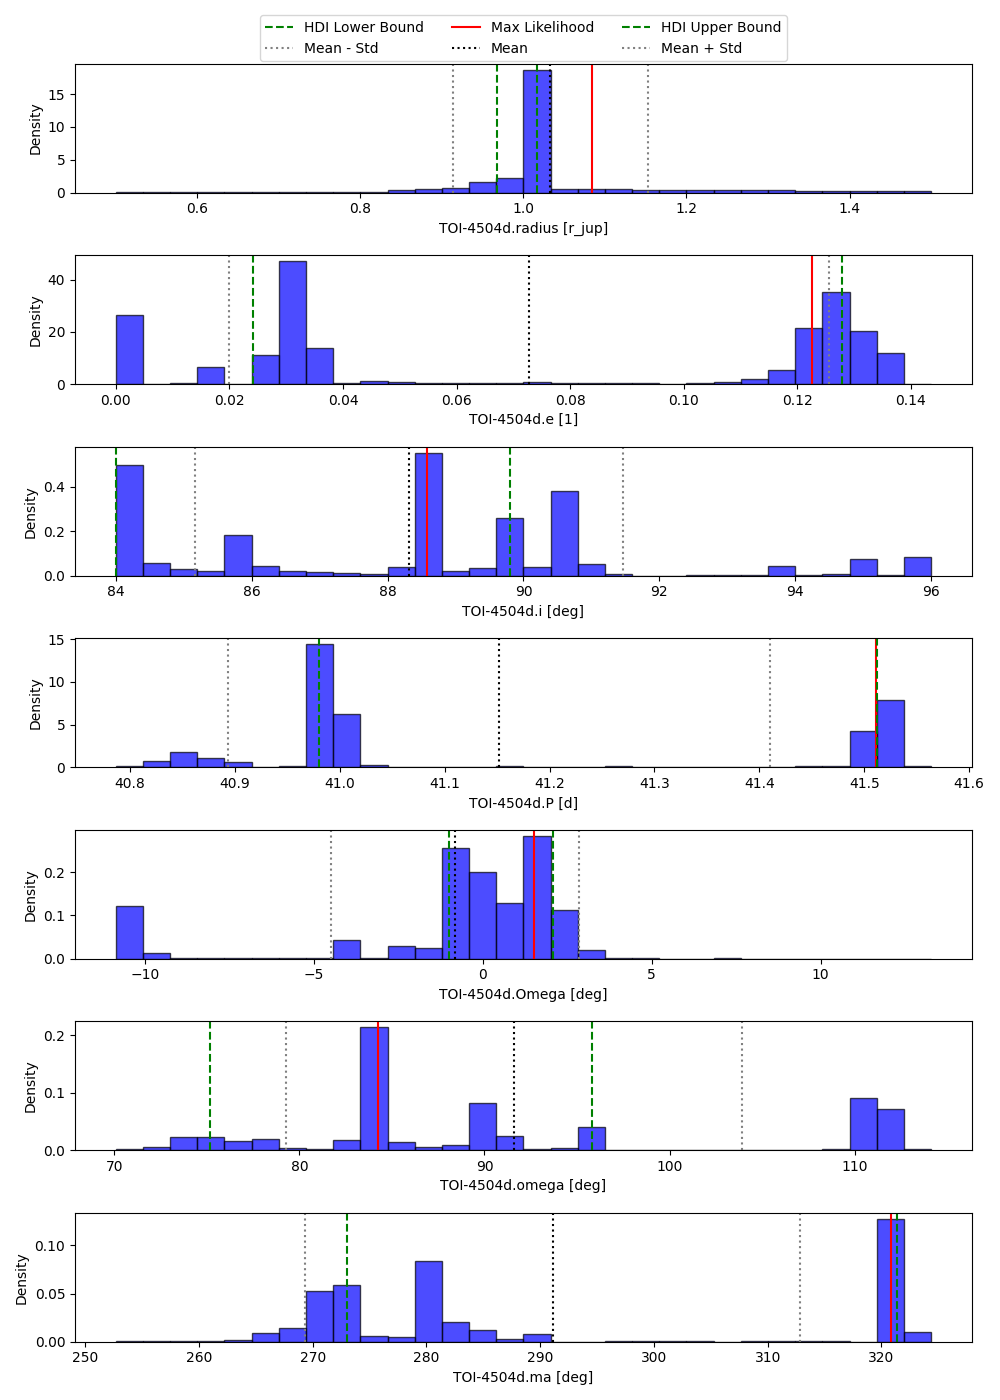 HDI Lower Bound Max Likelihood HDI Upper Bound
Mean - Std Mean Mean + Std
15
10
5
0
Density
0.6 0.8 1.0 1.2 1.4
TOI-4504d.radius [r_jup]
40
20
0
Density
0.00 0.02 0.04 0.06 0.08 0.10 0.12 0.14
TOI-4504d.e [1]
0.4
0.2
0.0
Density
84 86 88 90 92 94 96
TOI-4504d.i [deg]
15
10
5
0
Density
40.8 40.9 41.0 41.1 41.2 41.3 41.4 41.5 41.6
TOI-4504d.P [d]
0.2
0.1
0.0
Density
−10 −5 0 5 10
TOI-4504d.Omega [deg]
0.2
0.1
0.0
Density
70 80 90 100 110
TOI-4504d.omega [deg]
0.10
0.05
0.00
Density
250 260 270 280 290 300 310 320
TOI-4504d.ma [deg]